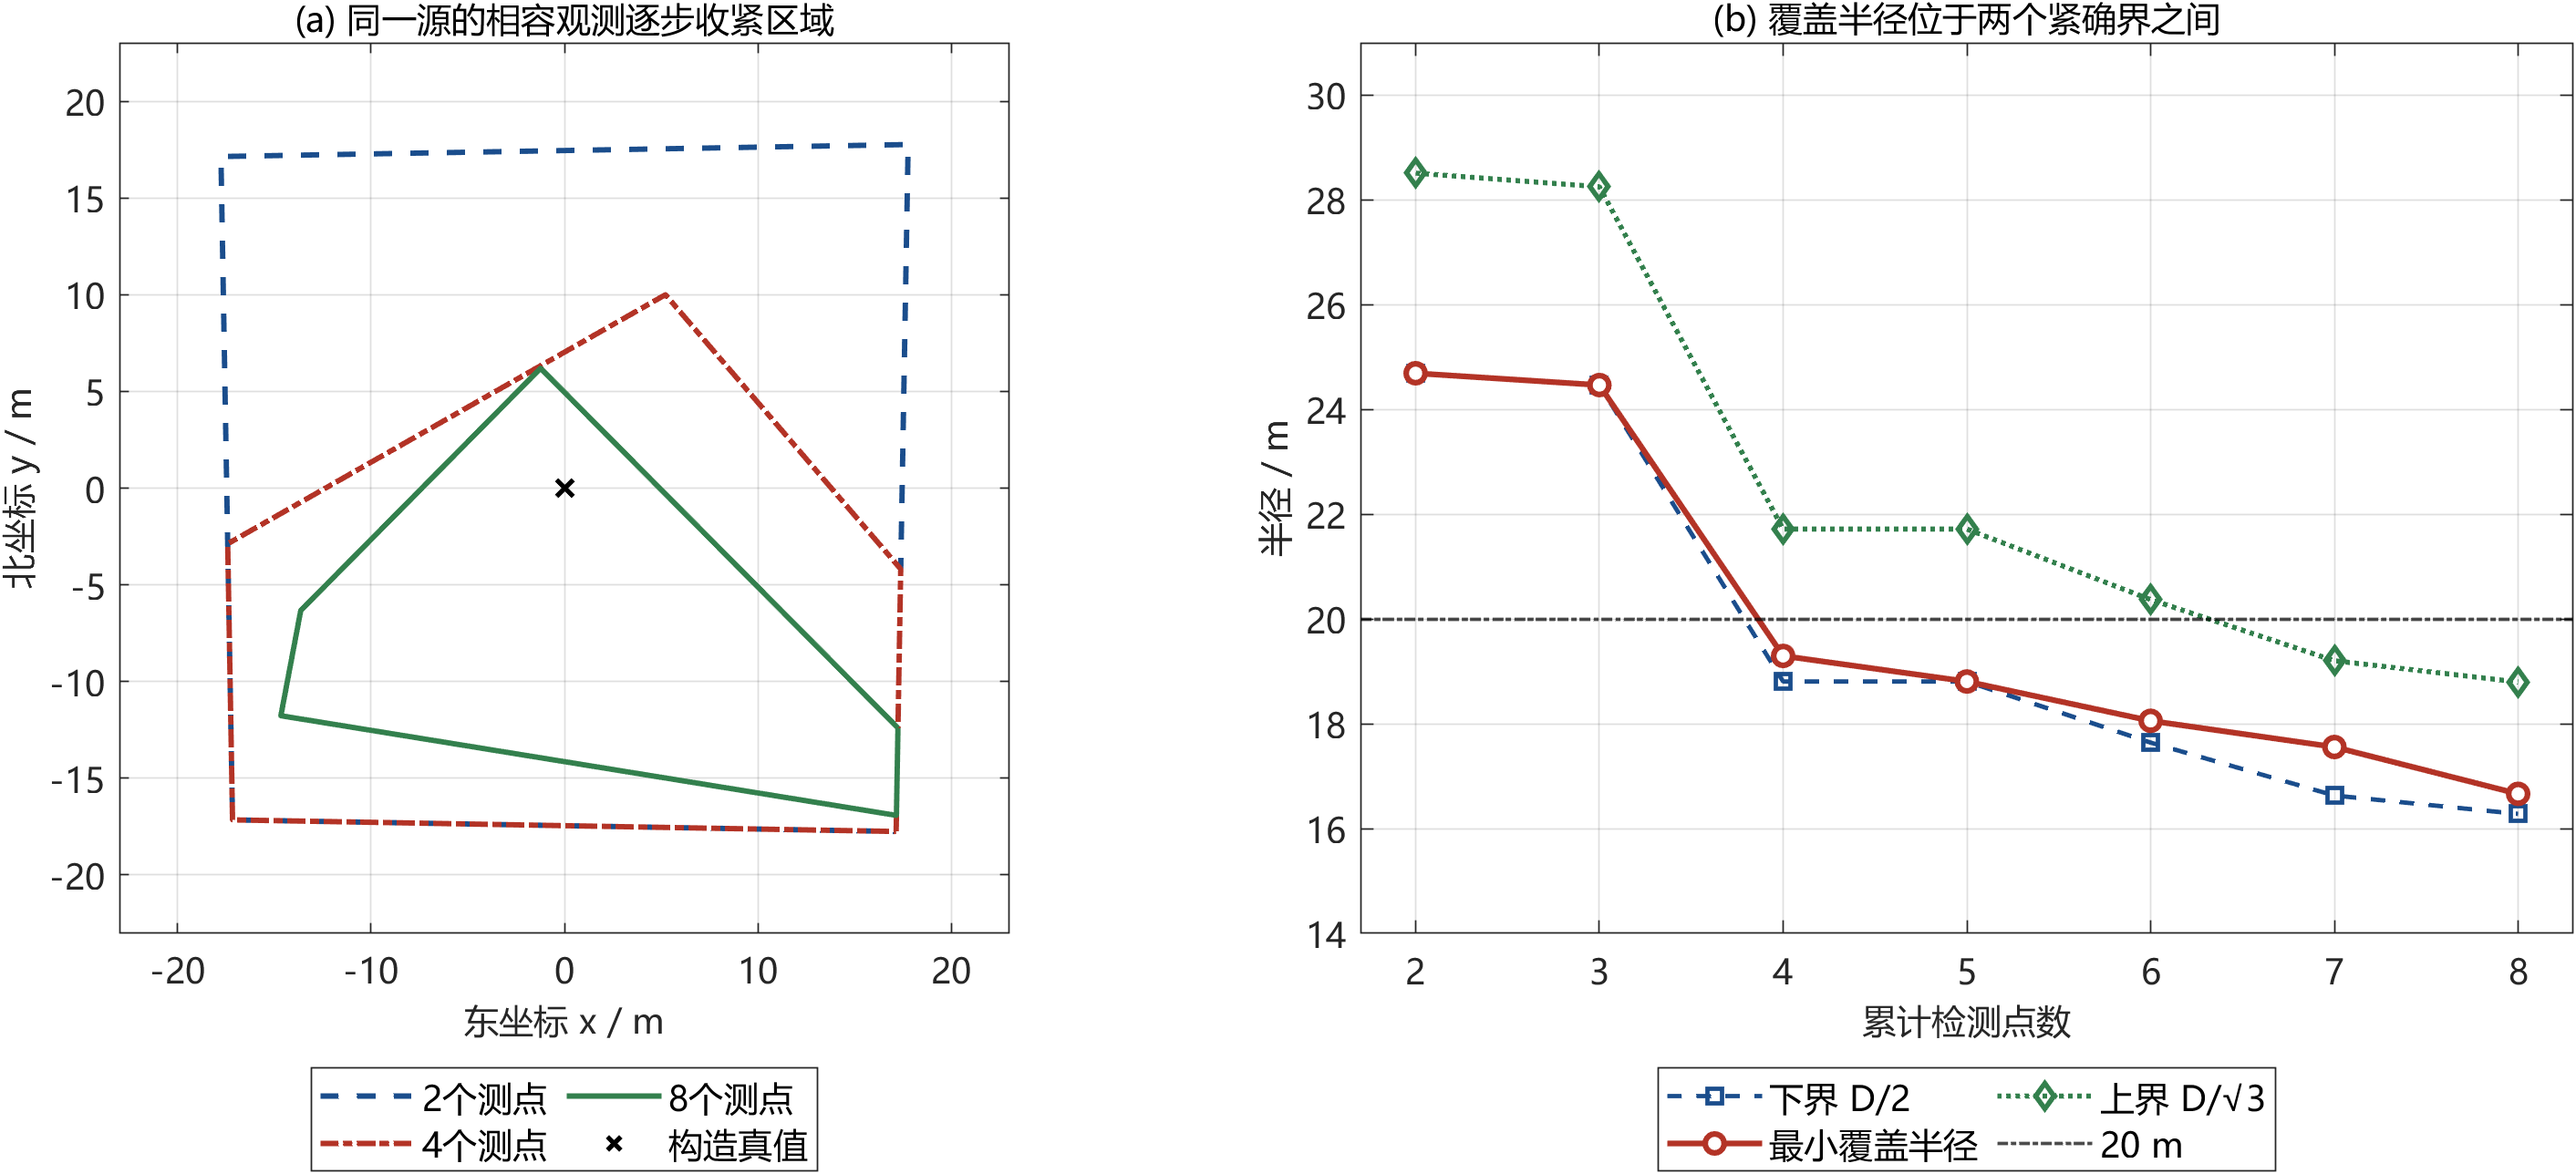 (a) 同一源的相容观测逐步收紧区域
20
15
10
5
0
-5
-10
-15
-20
北坐标 y / m
-20 -10 0 10 20
东坐标 x / m
2个测点 8个测点
4个测点 构造真值
(b) 覆盖半径位于两个紧确界之间
30
28
26
24
22
20
18
16
14
半径 / m
2 3 4 5 6 7 8
累计检测点数
下界 D/2 上界 D/√3
最小覆盖半径 20 m